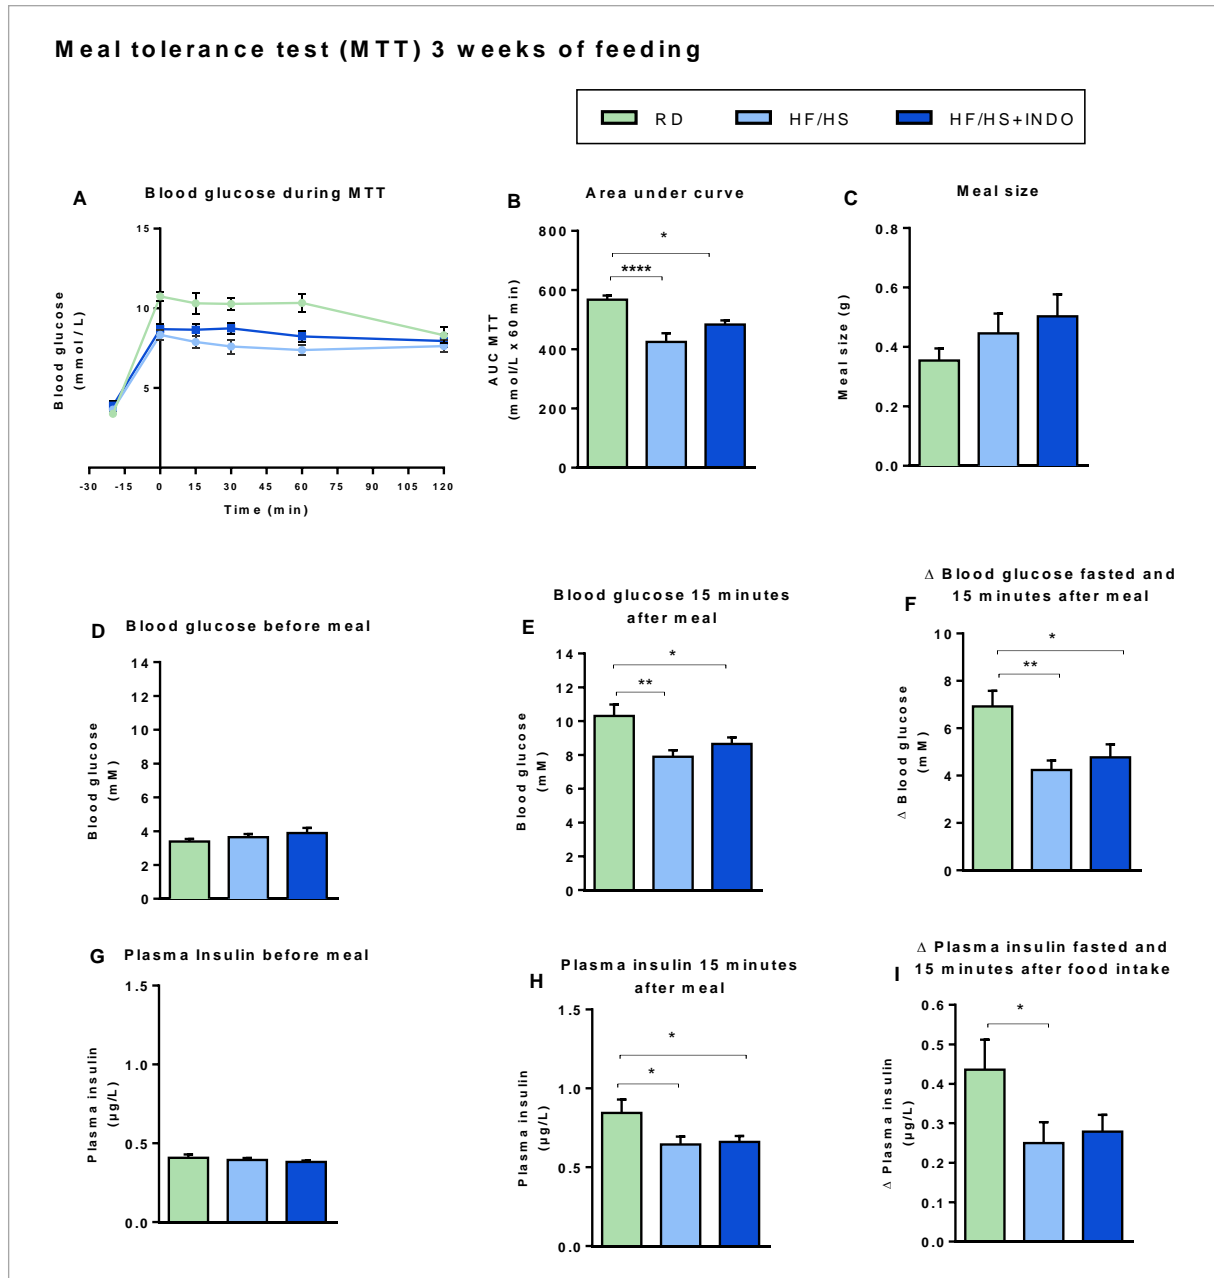 Meal tolerance test (MTT) 3 weeks of feeding
RD HF/HS HF/HS+INDO
A Blood glucose during MTT
15
10
5
Blood glucose
(mmol/L)
-30 -15 0 15 30 45 60 75 90 105 120
Time (min)
B Area under curve
800
600
400
200
0
AUC MTT
(mmol/L x 60 min)
*
****
C Meal size
0.8
0.6
0.4
0.2
0.0
Meal size (g)
D Blood glucose before meal
14
12
10
8
6
4
2
0
Blood glucose
(mM)
E Blood glucose 15 minutes
after meal
14
12
10
8
6
4
2
0
Blood glucose
(mM)
*
**
F Δ Blood glucose fasted and
15 minutes after meal
10
8
6
4
2
0
Δ Blood glucose
(mM)
*
**
G Plasma Insulin before meal
1.5
1.0
0.5
0.0
Plasma insulin
(µg/L)
H Plasma insulin 15 minutes
after meal
1.5
1.0
0.5
0.0
Plasma insulin
(µg/L)
*
*
I Δ Plasma insulin fasted and
15 minutes after food intake
0.6
0.5
0.4
0.3
0.2
0.1
0.0
Δ Plasma insulin
(µg/L)
*